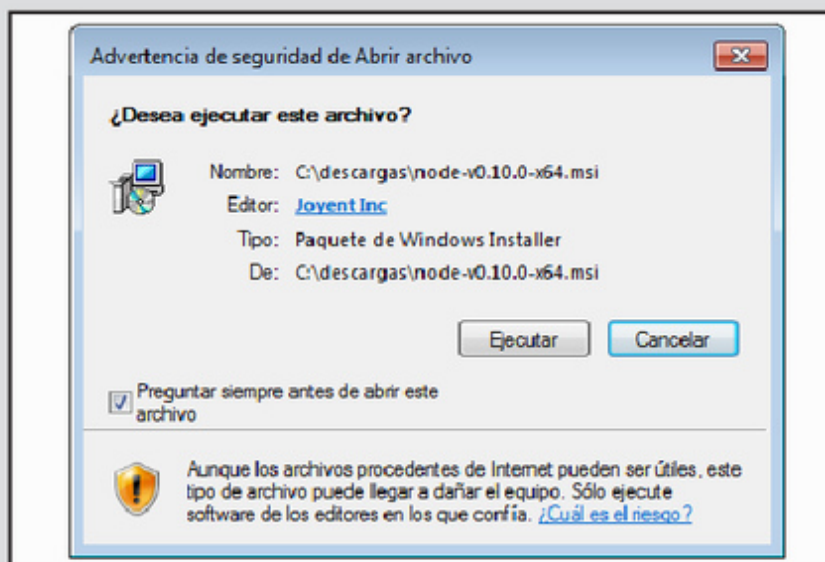 Advertencia de seguridad de Abrir archivo
¿Desea ejecutar este archivo?
Nombre: C:\descargas\node-v0.10.0-x64.msi
Editor: Joyent Inc
Tipo: Paquete de Windows Installer
De: C:\descargas\node-v0.10.0-x64.msi
Ejecutar Cancelar
Preguntar siempre antes de abrir este
archivo
Aunque los archivos procedentes de Internet pueden ser útiles, este
tipo de archivo puede llegar a dañar el equipo. Sólo ejecute
software de los editores en los que confía. ¿Cuál es el riesgo?